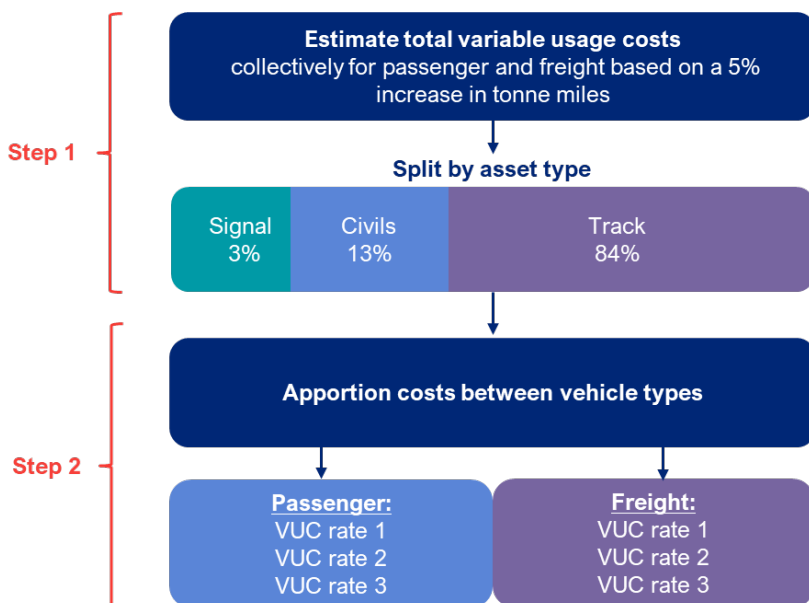 Estimate total variable usage costs
collectively for passenger and freight based on a 5%
increase in tonne miles
Step 1
Split by asset type
Signal
3%
Civils
13%
Track
84%
Apportion costs between vehicle types
Step 2
Passenger:
VUC rate 1
VUC rate 2
VUC rate 3
Freight:
VUC rate 1
VUC rate 2
VUC rate 3